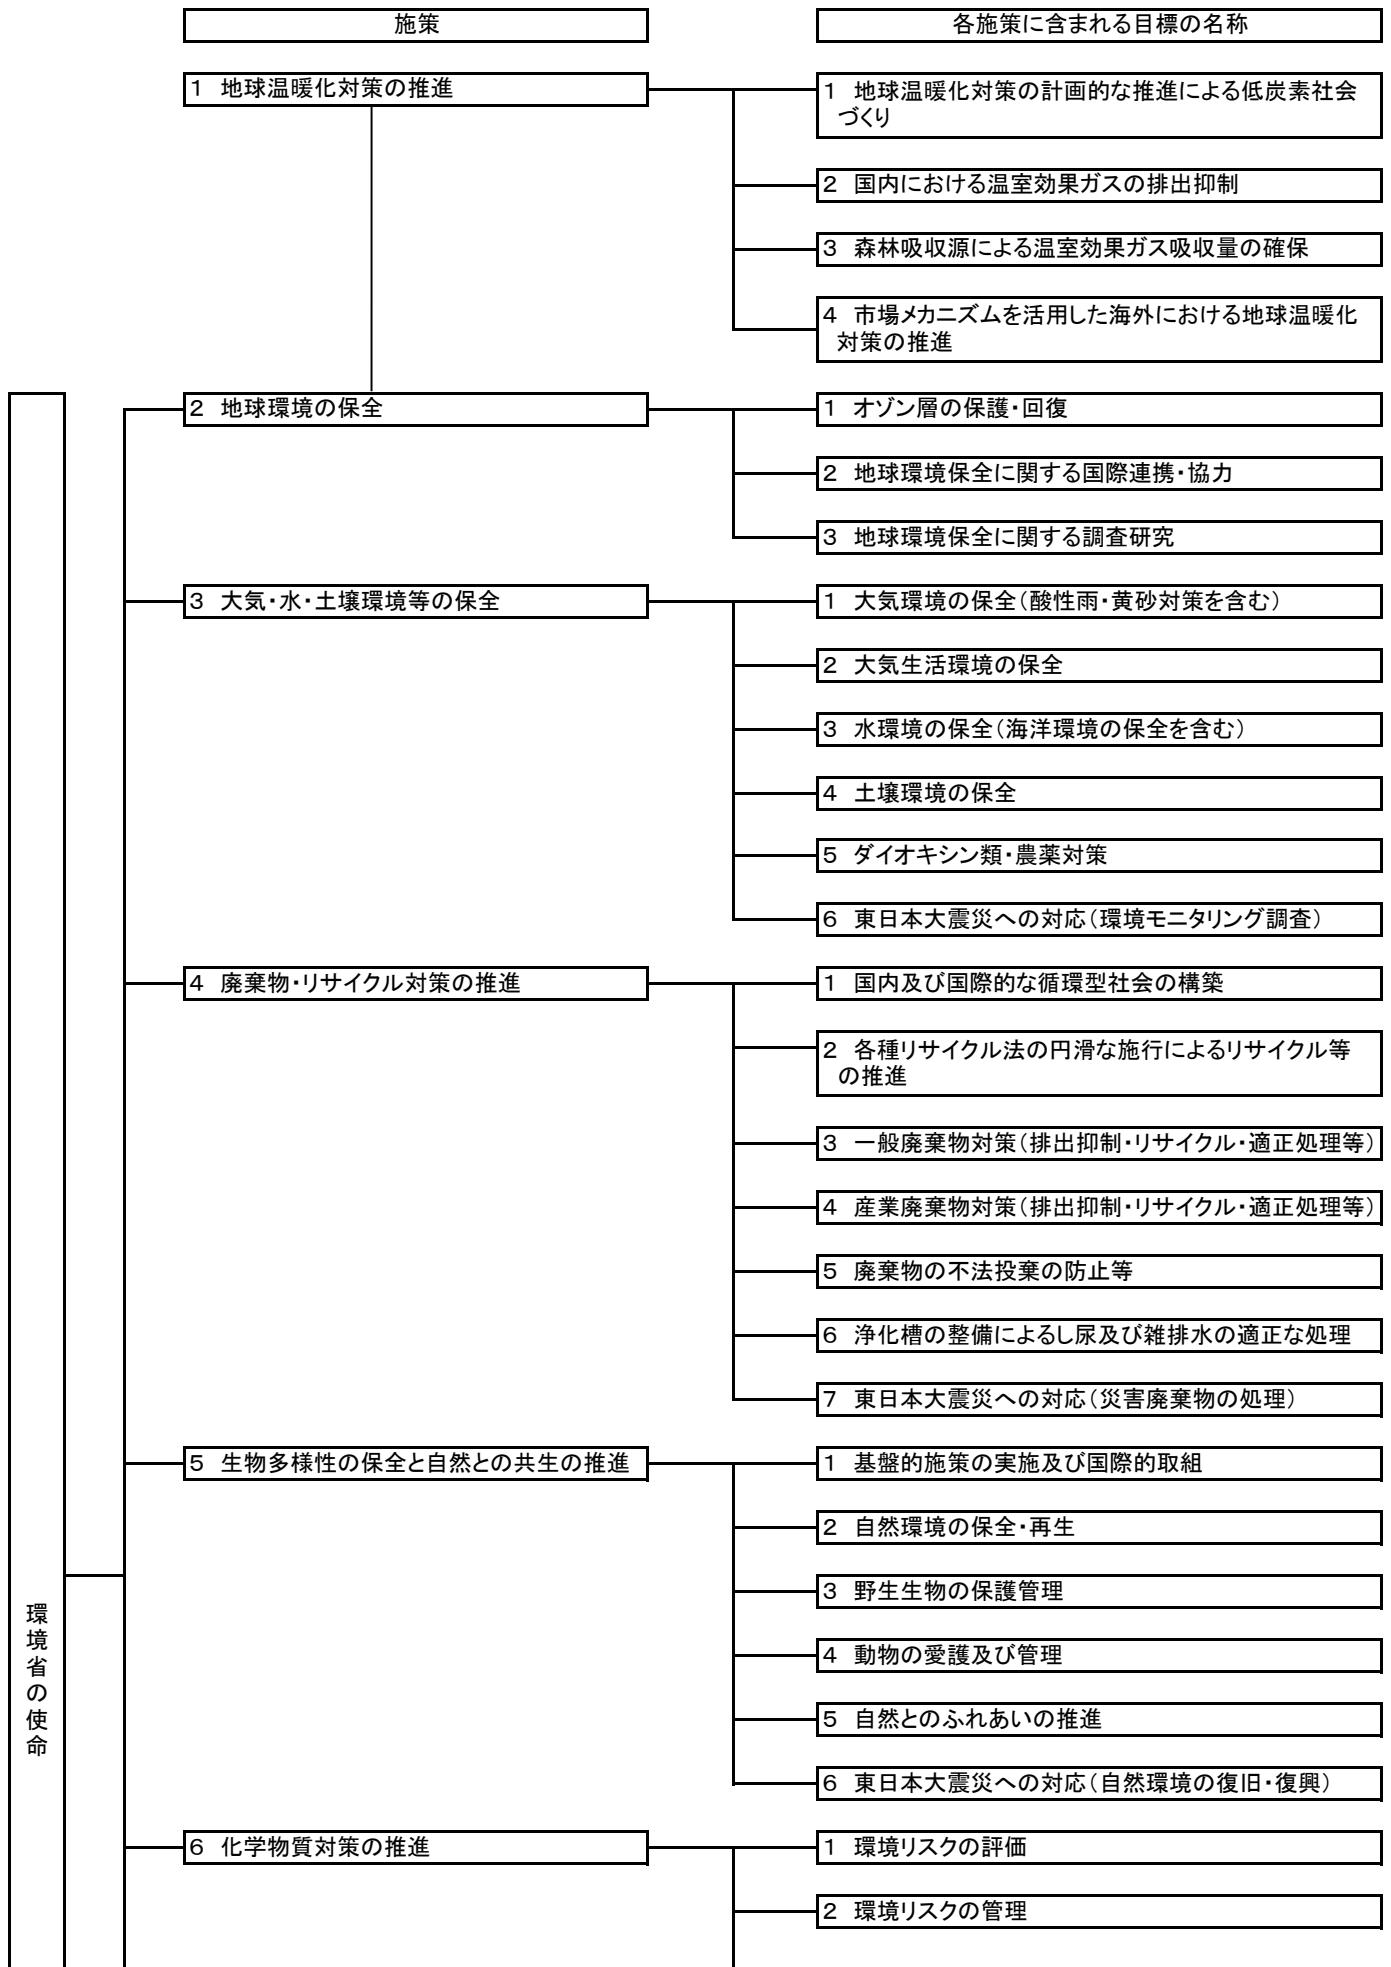 施策
各施策に含まれる目標の名称
1 地球温暖化対策の推進
1 地球温暖化対策の計画的な推進による低炭素社会
づくり
2 国内における温室効果ガスの排出抑制
3 森林吸収源による温室効果ガス吸収量の確保
4 市場メカニズムを活用した海外における地球温暖化
対策の推進
2 地球環境の保全
1 オゾン層の保護・回復
2 地球環境保全に関する国際連携・協力
3 地球環境保全に関する調査研究
3 大気・水・土壌環境等の保全
1 大気環境の保全(酸性雨・黄砂対策を含む)
2 大気生活環境の保全
3 水環境の保全(海洋環境の保全を含む)
4 土壌環境の保全
5 ダイオキシン類・農薬対策
6 東日本大震災への対応(環境モニタリング調査)
4 廃棄物・リサイクル対策の推進
1 国内及び国際的な循環型社会の構築
2 各種リサイクル法の円滑な施行によるリサイクル等
の推進
3 一般廃棄物対策(排出抑制・リサイクル・適正処理等)
4 産業廃棄物対策(排出抑制・リサイクル・適正処理等)
5 廃棄物の不法投棄の防止等
6 浄化槽の整備によるし尿及び雑排水の適正な処理
7 東日本大震災への対応(災害廃棄物の処理)
5 生物多様性の保全と自然との共生の推進
1 基盤的施策の実施及び国際的取組
2 自然環境の保全・再生
3 野生生物の保護管理
4 動物の愛護及び管理
5 自然とのふれあいの推進
6 東日本大震災への対応(自然環境の復旧・復興)
環境省の使命
6 化学物質対策の推進
1 環境リスクの評価
2 環境リスクの管理